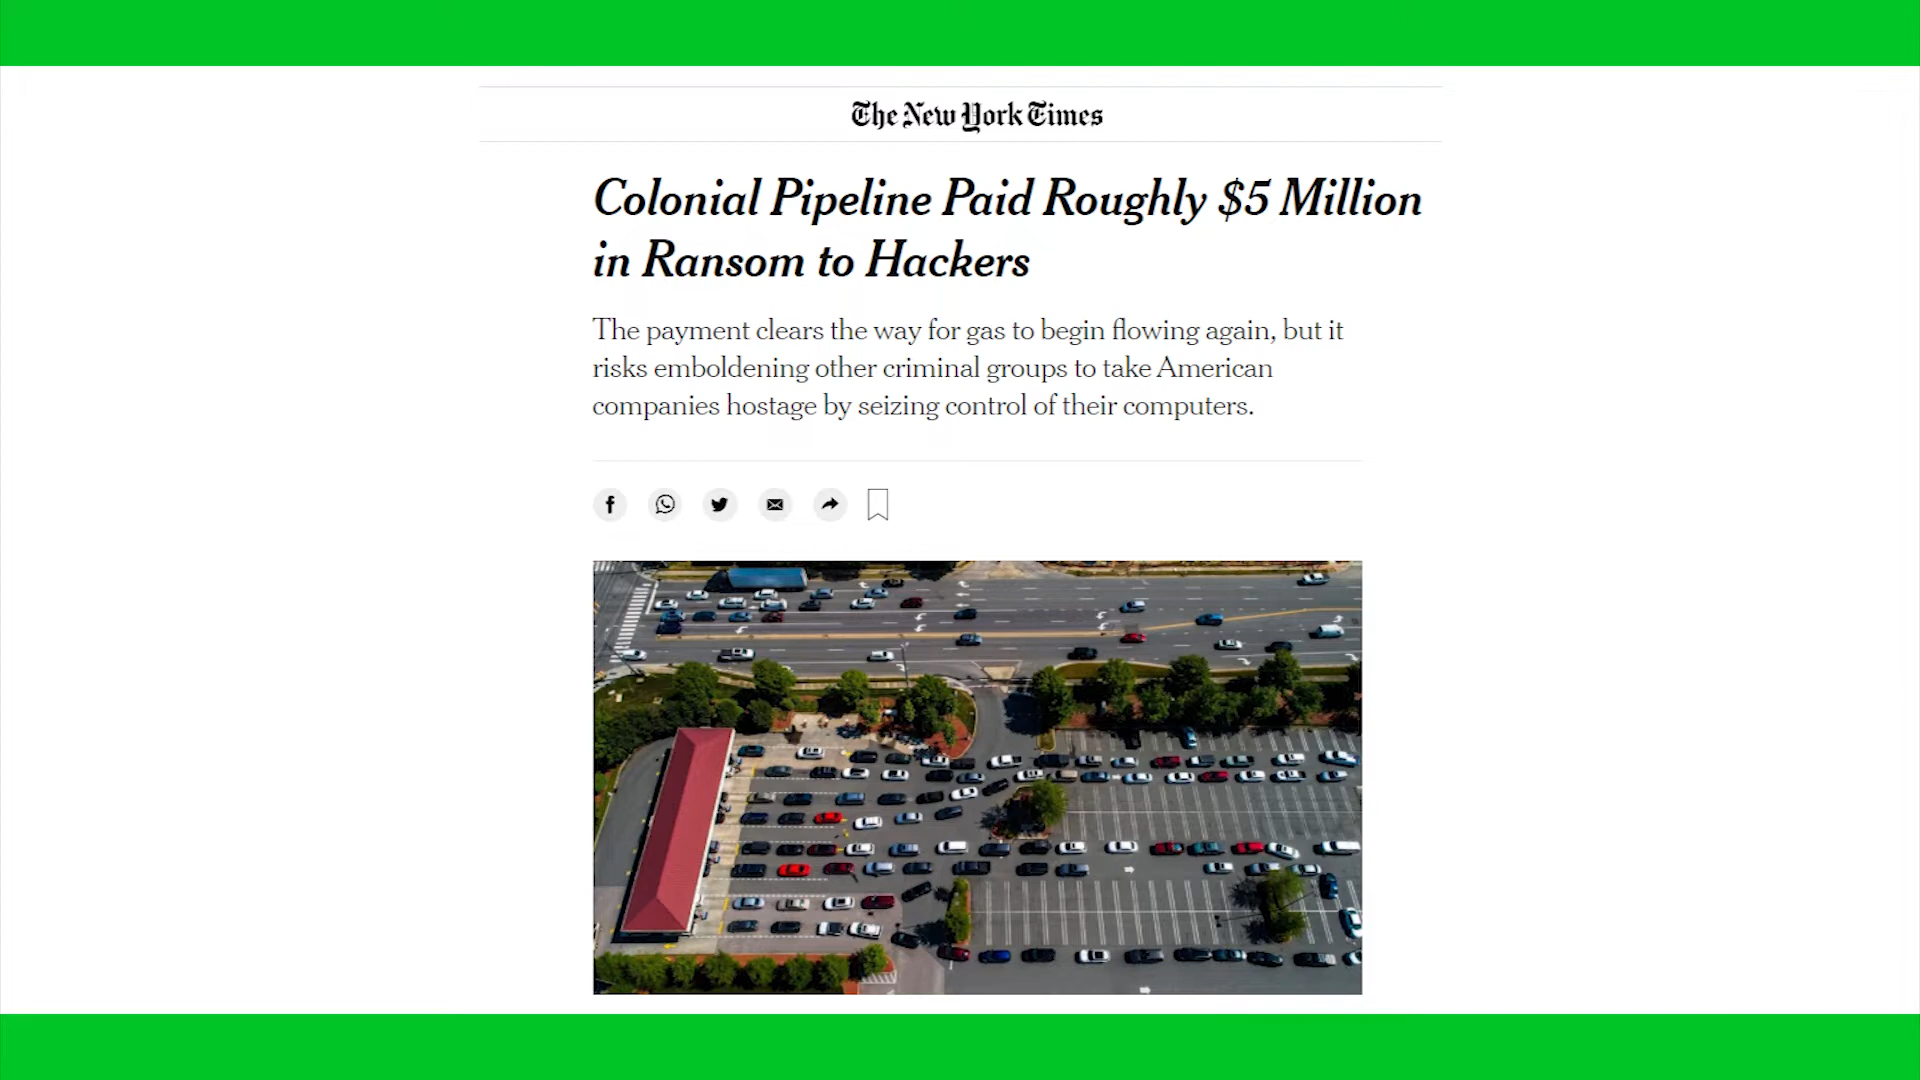 The New York Times
Colonial Pipeline Paid Roughly $5 Million
in Ransom to Hackers
The payment clears the way for gas to begin flowing again, but it
risks emboldening other criminal groups to take American
companies hostage by seizing control of their computers.